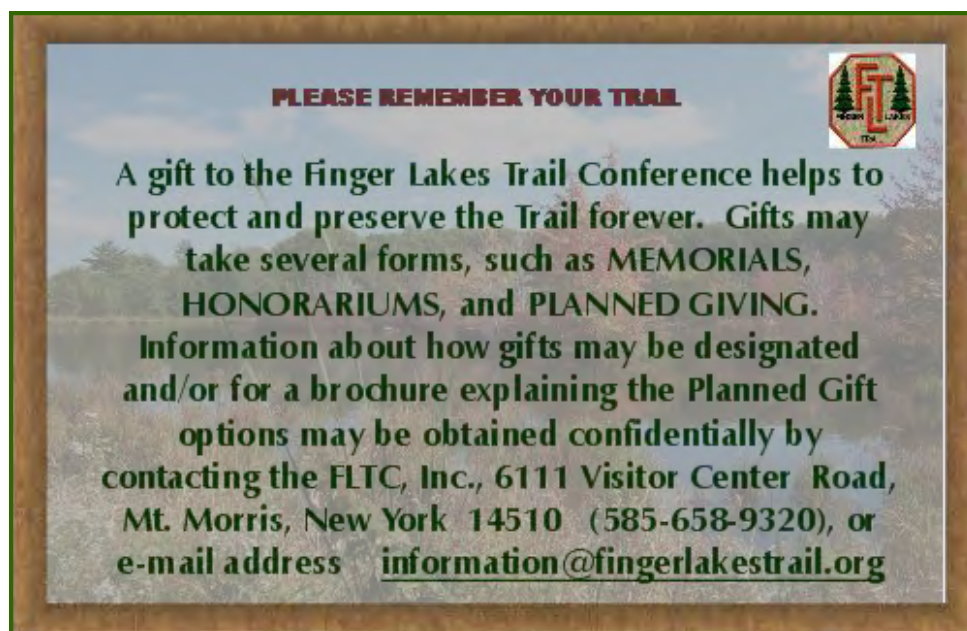 PLEASE REMEMBER YOUR TRAIL
FLT
FINGER LAKES
TRAIL
A gift to the Finger Lakes Trail Conference helps to
protect and preserve the Trail forever. Gifts may
take several forms, such as MEMORIALS,
HONORARIUMS, and PLANNED GIVING.
Information about how gifts may be designated
and/or for a brochure explaining the Planned Gift
options may be obtained confidentially by
contacting the FLTC, Inc., 6111 Visitor Center Road,
Mt. Morris, New York 14510 (585-658-9320), or
e-mail address information@fingerlakestrail.org